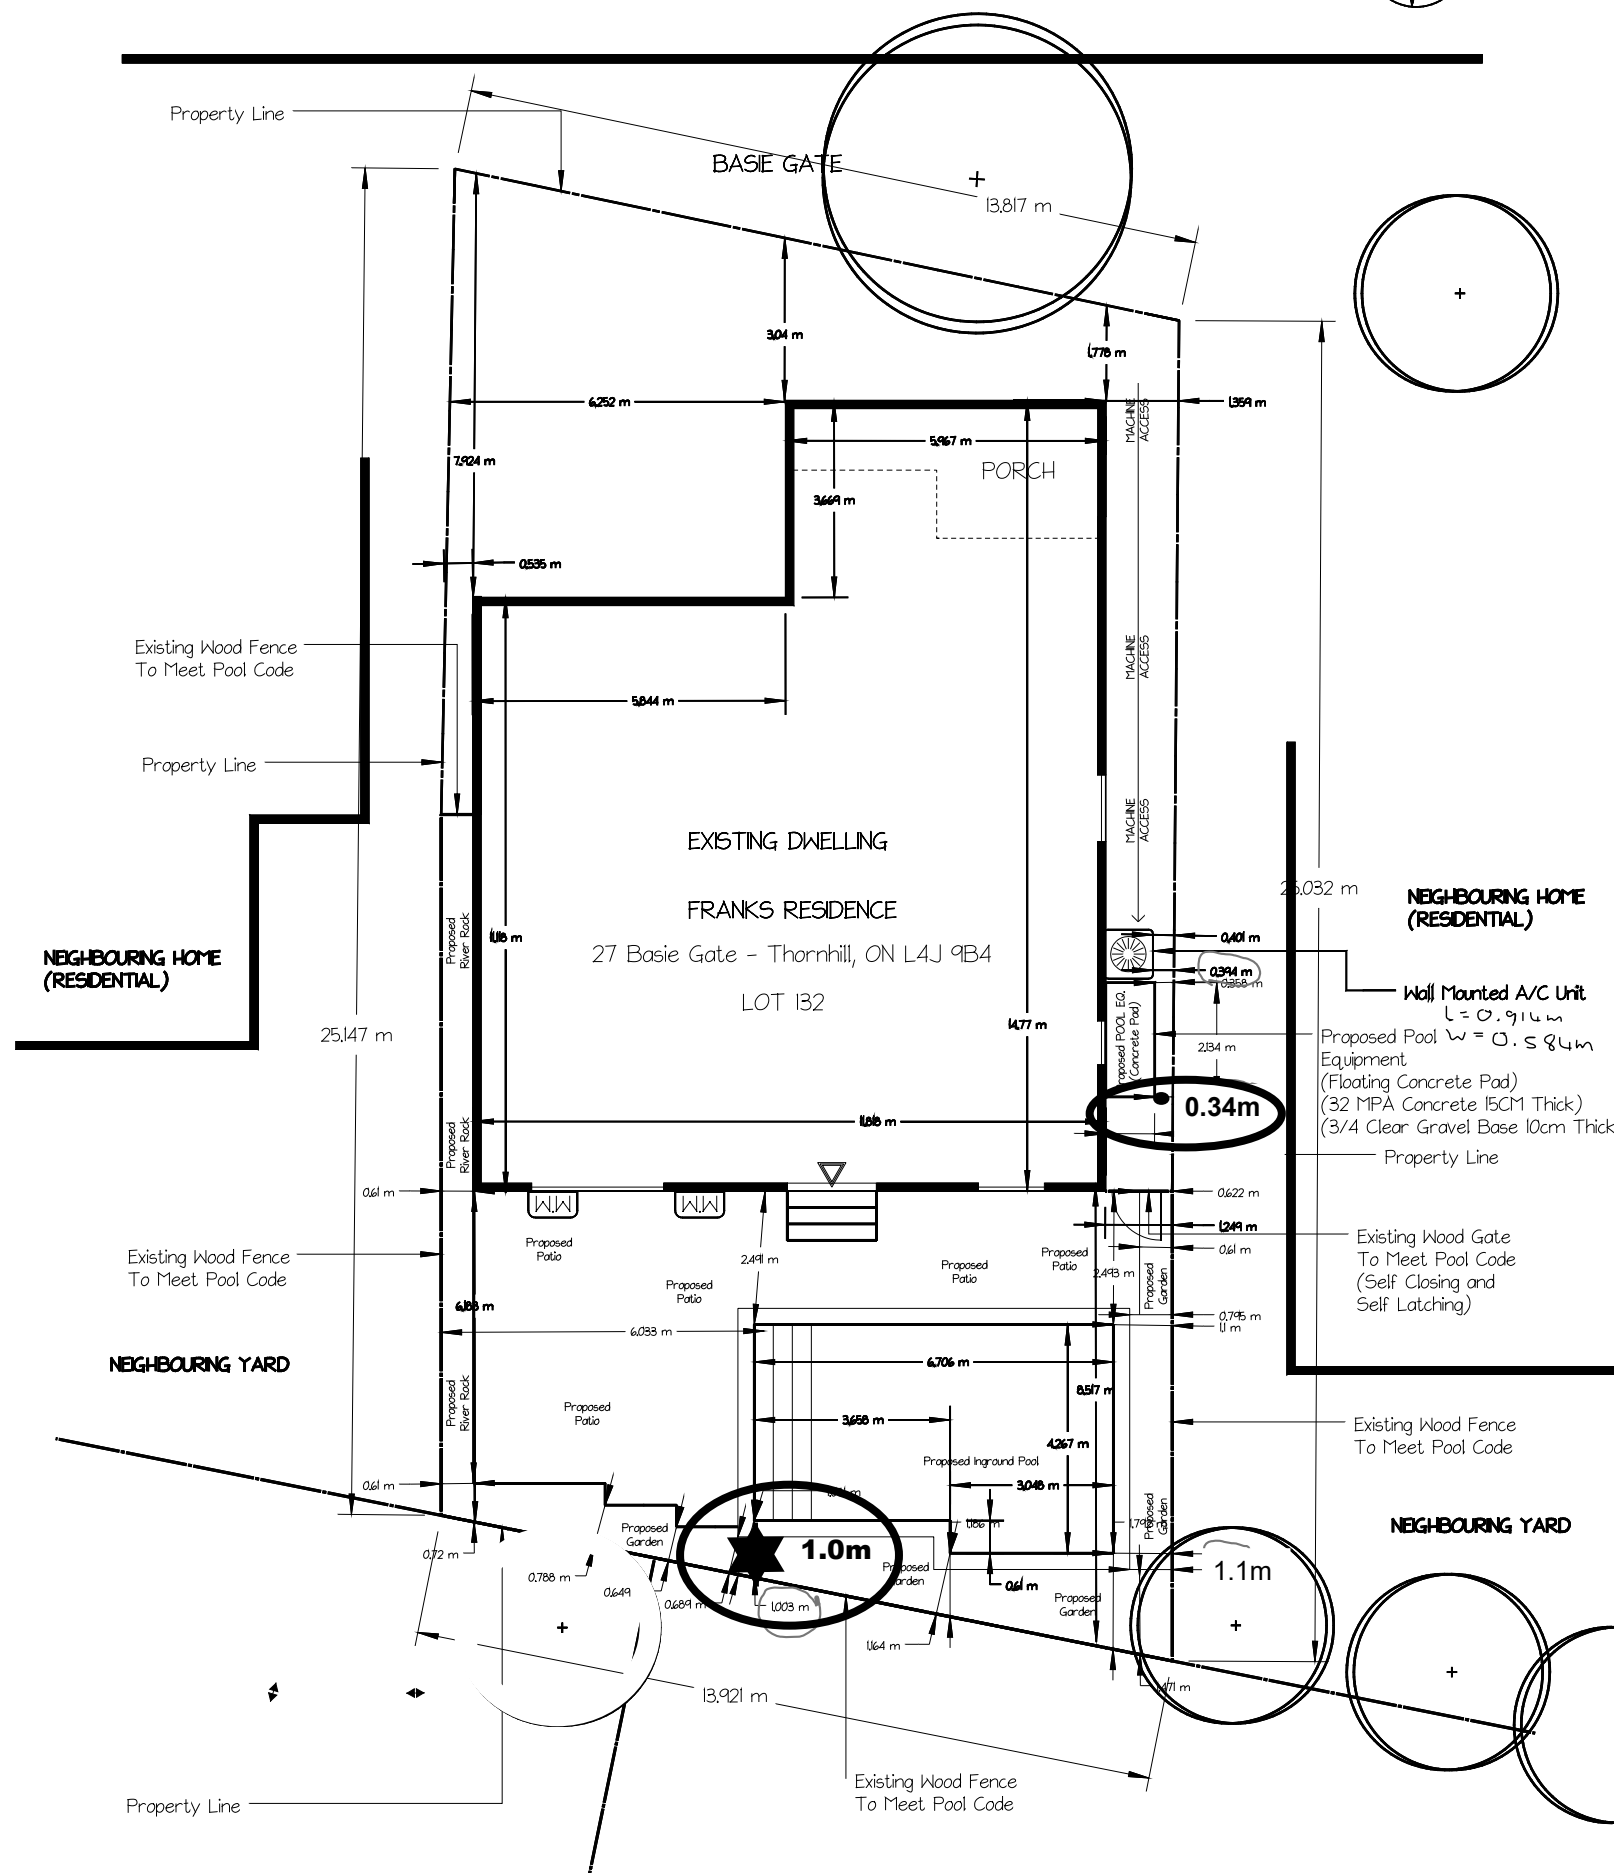 Property Line
BASIE GATE
13.817 m
3.04 m
1.778 m
6.252 m
1.359 m
5.967 m
PORCH
MACHINE
ACCESS
7.924 m
3.669 m
0.535 m
Existing Wood Fence
To Meet Pool Code
MACHINE
ACCESS
5.844 m
Property Line
MACHINE
ACCESS
EXISTING DWELLING
FRANKS RESIDENCE
27 Basie Gate - Thornhill, ON L4J 9B4
LOT 132
NEIGHBOURING HOME
(RESIDENTIAL)
Proposed
River Rock
11.118 m
25.147 m
14.77 m
25.032 m
NEIGHBOURING HOME
(RESIDENTIAL)
0.401 m
0.394 m
0.358 m
Wall Mounted A/C Unit
L = 0.914m
W = 0.584m
Proposed POOL EQ.
(Concrete Pad)
2.134 m
Proposed Pool
Equipment
(Floating Concrete Pad)
(32 MPA Concrete 15CM Thick)
(3/4 Clear Gravel Base 10cm Thick
0.34m
Property Line
Proposed
River Rock
11.818 m
0.61 m
0.622 m
1.249 m
0.61 m
M.M
M.M
Existing Wood Fence
To Meet Pool Code
Existing Wood Gate
To Meet Pool Code
(Self Closing and
Self Latching)
Proposed
Patio
2.491 m
Proposed
Patio
Proposed
Patio
Proposed
Patio
2.493 m
Proposed
Garden
6.188 m
0.795 m
1.1 m
6.033 m
NEIGHBOURING YARD
6.706 m
8.517 m
Proposed
River Rock
Proposed
Patio
3.658 m
4.267 m
Existing Wood Fence
To Meet Pool Code
Proposed Inground Pool
3.048 m
0.61 m
Proposed
Garden
1.186 m
NEIGHBOURING YARD
Proposed
Garden
1.0m
0.72 m
0.788 m
0.649
0.689 m
1.003 m
Proposed
Garden
0.61 m
Proposed
Garden
1.1m
1.164 m
13.921 m
Existing Wood Fence
To Meet Pool Code
Property Line